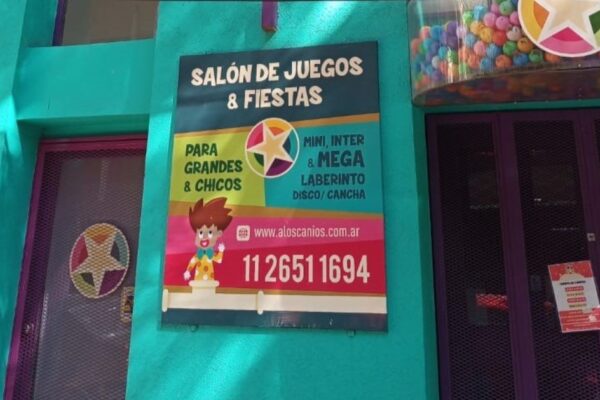 SALÓN DE JUEGOS
& FIESTAS
PARA
GRANDES
& CHICOS
MINI, INTER
& MEGA
LABERINTO
DISCO/ CANCHA
www.aloscanios.com.ar
11 2651 1694